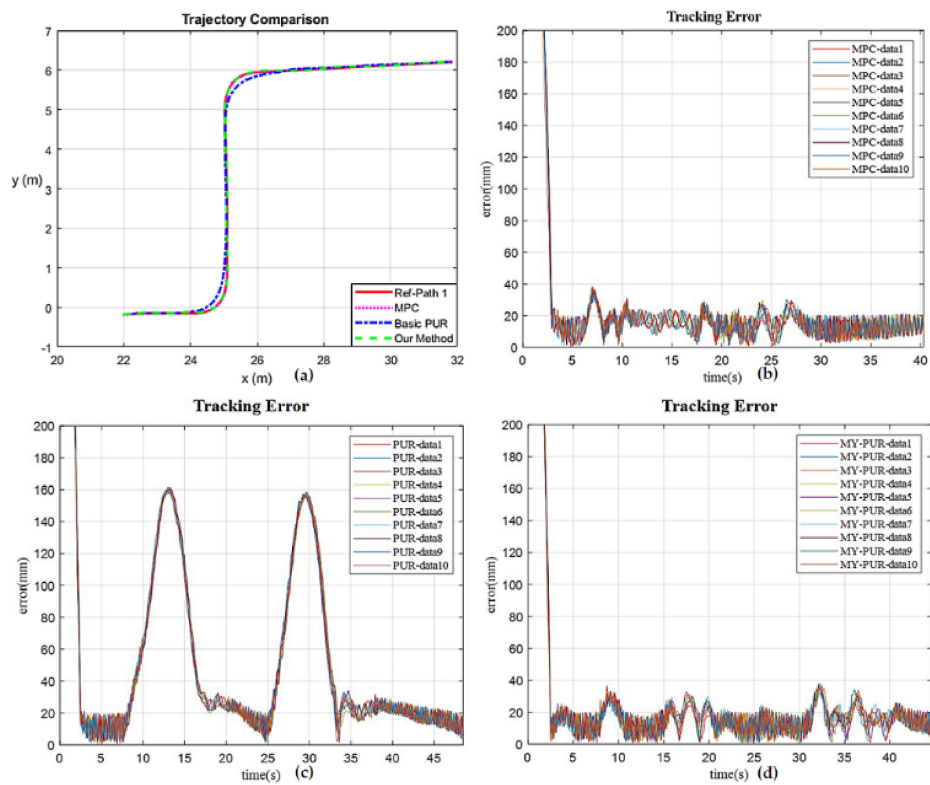 Trajectory Comparison
7
6
5
4
3
2
1
0
-1
y (m)
20
22
24
26
28
30
32
x (m)
(a)
Ref-Path 1
MPC
Basic PUR
Our Method
Tracking Error
200
180
160
140
120
100
80
60
40
20
0
error(mm)
0
5
10
15
20
25
30
35
40
time(s)
(b)
MPC-data1
MPC-data2
MPC-data3
MPC-data4
MPC-data5
MPC-data6
MPC-data7
MPC-data8
MPC-data9
MPC-data10
Tracking Error
200
180
160
140
120
100
80
60
40
20
0
error(mm)
0
5
10
15
20
25
30
35
40
45
time(s)
(c)
PUR-data1
PUR-data2
PUR-data3
PUR-data4
PUR-data5
PUR-data6
PUR-data7
PUR-data8
PUR-data9
PUR-data10
Tracking Error
200
180
160
140
120
100
80
60
40
20
0
error(mm)
0
5
10
15
20
25
30
35
40
time(s)
(d)
MY-PUR-data1
MY-PUR-data2
MY-PUR-data3
MY-PUR-data4
MY-PUR-data5
MY-PUR-data6
MY-PUR-data7
MY-PUR-data8
MY-PUR-data9
MY-PUR-data10